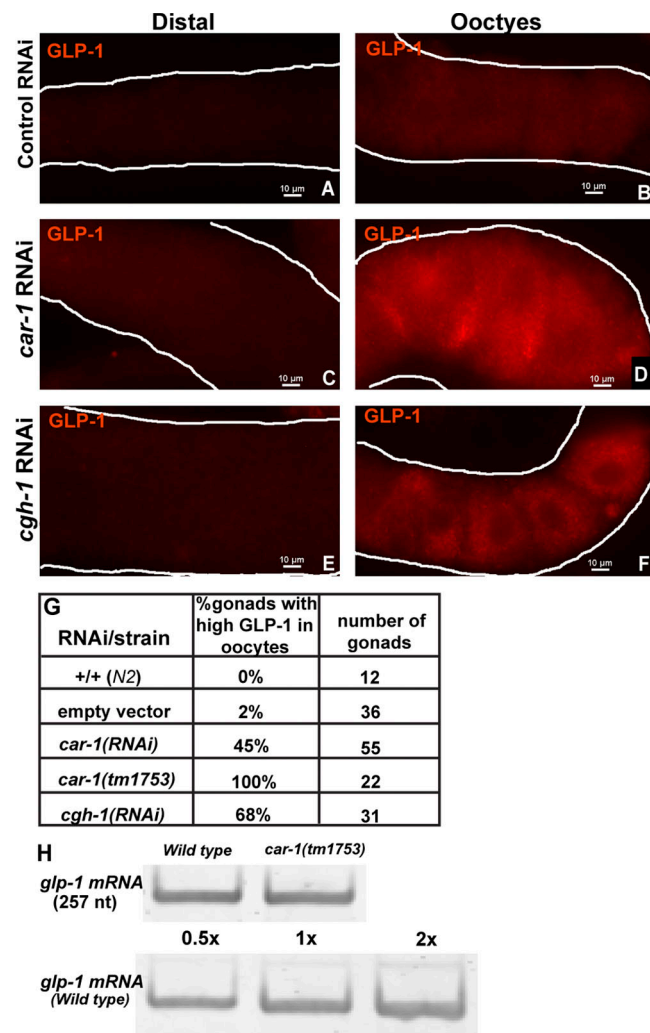 Distal Ooctyes
Control RNAi
GLP-1 GLP-1
10 µm A 10 µm B
car-1 RNAi
GLP-1 GLP-1
10 µm C 10 µm D
cgh-1 RNAi
GLP-1 GLP-1
10 µm E 10 µm F
G
RNAi/strain %gonads with high GLP-1 in oocytes number of gonads
+/+ (N2) 0% 12
empty vector 2% 36
car-1(RNAi) 45% 55
car-1(tm1753) 100% 22
cgh-1(RNAi) 68% 31
H
Wild type car-1(tm1753)
glp-1 mRNA
(257 nt)
0.5x 1x 2x
glp-1 mRNA
(Wild type)